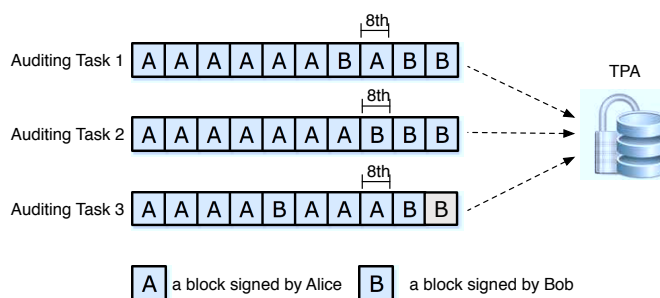 8th
Auditing Task 1 A A A A A A B A B B
TPA
8th
Auditing Task 2 A A A A A A A B B B
8th
Auditing Task 3 A A A A B A A A B B
A a block signed by Alice B a block signed by Bob